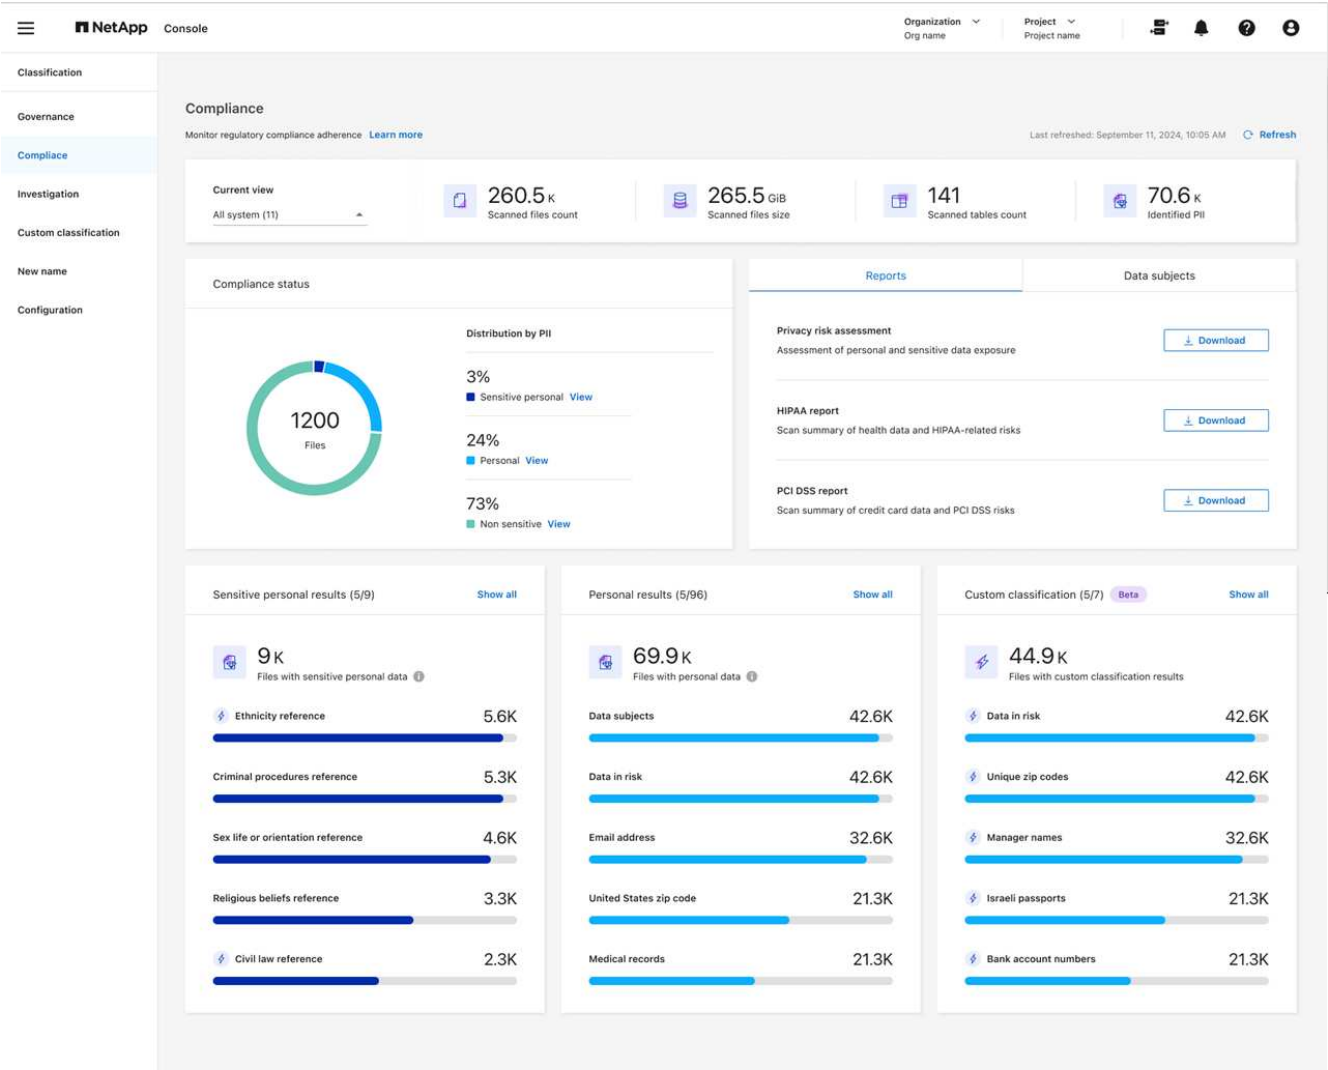 NetApp Console
Organization
Org name
Project
Project name
Classification
Governance
Compliace
Investigation
Custom classification
New name
Configuration
Compliance
Monitor regulatory compliance adherence Learn more
Last refreshed: September 11, 2024, 10:05 AM Refresh
Current view
All system (11)
260.5 K
Scanned files count
265.5 GiB
Scanned files size
141
Scanned tables count
70.6 K
Identified PII
Compliance status
1200
Files
Distribution by PII
3%
Sensitive personal View
24%
Personal View
73%
Non sensitive View
Reports
Data subjects
Privacy risk assessment
Assessment of personal and sensitive data exposure
Download
HIPAA report
Scan summary of health data and HIPAA-related risks
Download
PCI DSS report
Scan summary of credit card data and PCI DSS risks
Download
Sensitive personal results (5/9) Show all
9 K
Files with sensitive personal data
Ethnicity reference 5.6K
Criminal procedures reference 5.3K
Sex life or orientation reference 4.6K
Religious beliefs reference 3.3K
Civil law reference 2.3K
Personal results (5/96) Show all
69.9 K
Files with personal data
Data subjects 42.6K
Data in risk 42.6K
Email address 32.6K
United States zip code 21.3K
Medical records 21.3K
Custom classification (5/7) Beta Show all
44.9 K
Files with custom classification results
Data in risk 42.6K
Unique zip codes 42.6K
Manager names 32.6K
Israeli passports 21.3K
Bank account numbers 21.3K